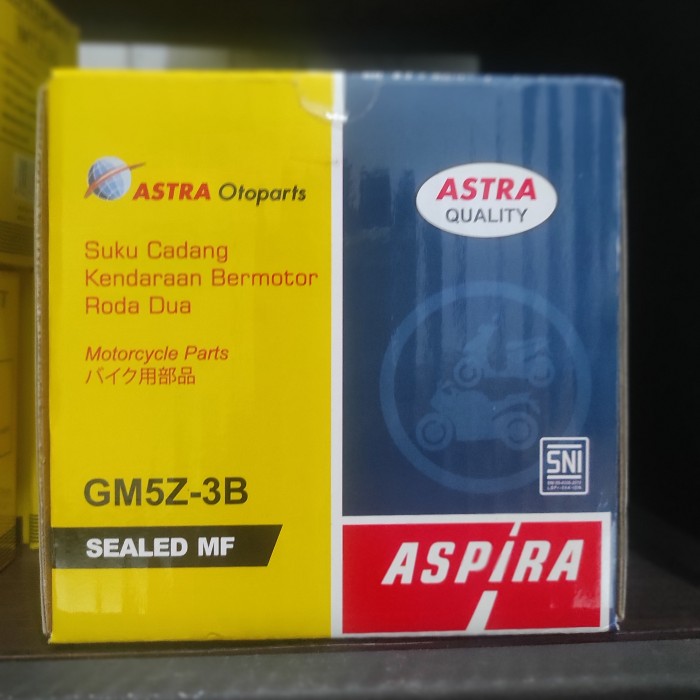 ASTRA Otoparts
Suku Cadang
Kendaraan Bermotor
Roda Dua
Motorcycle Parts
バイク用部品
GM5Z-3B
SEALED MF
ASTRA
QUALITY
SNI
ASPIRA